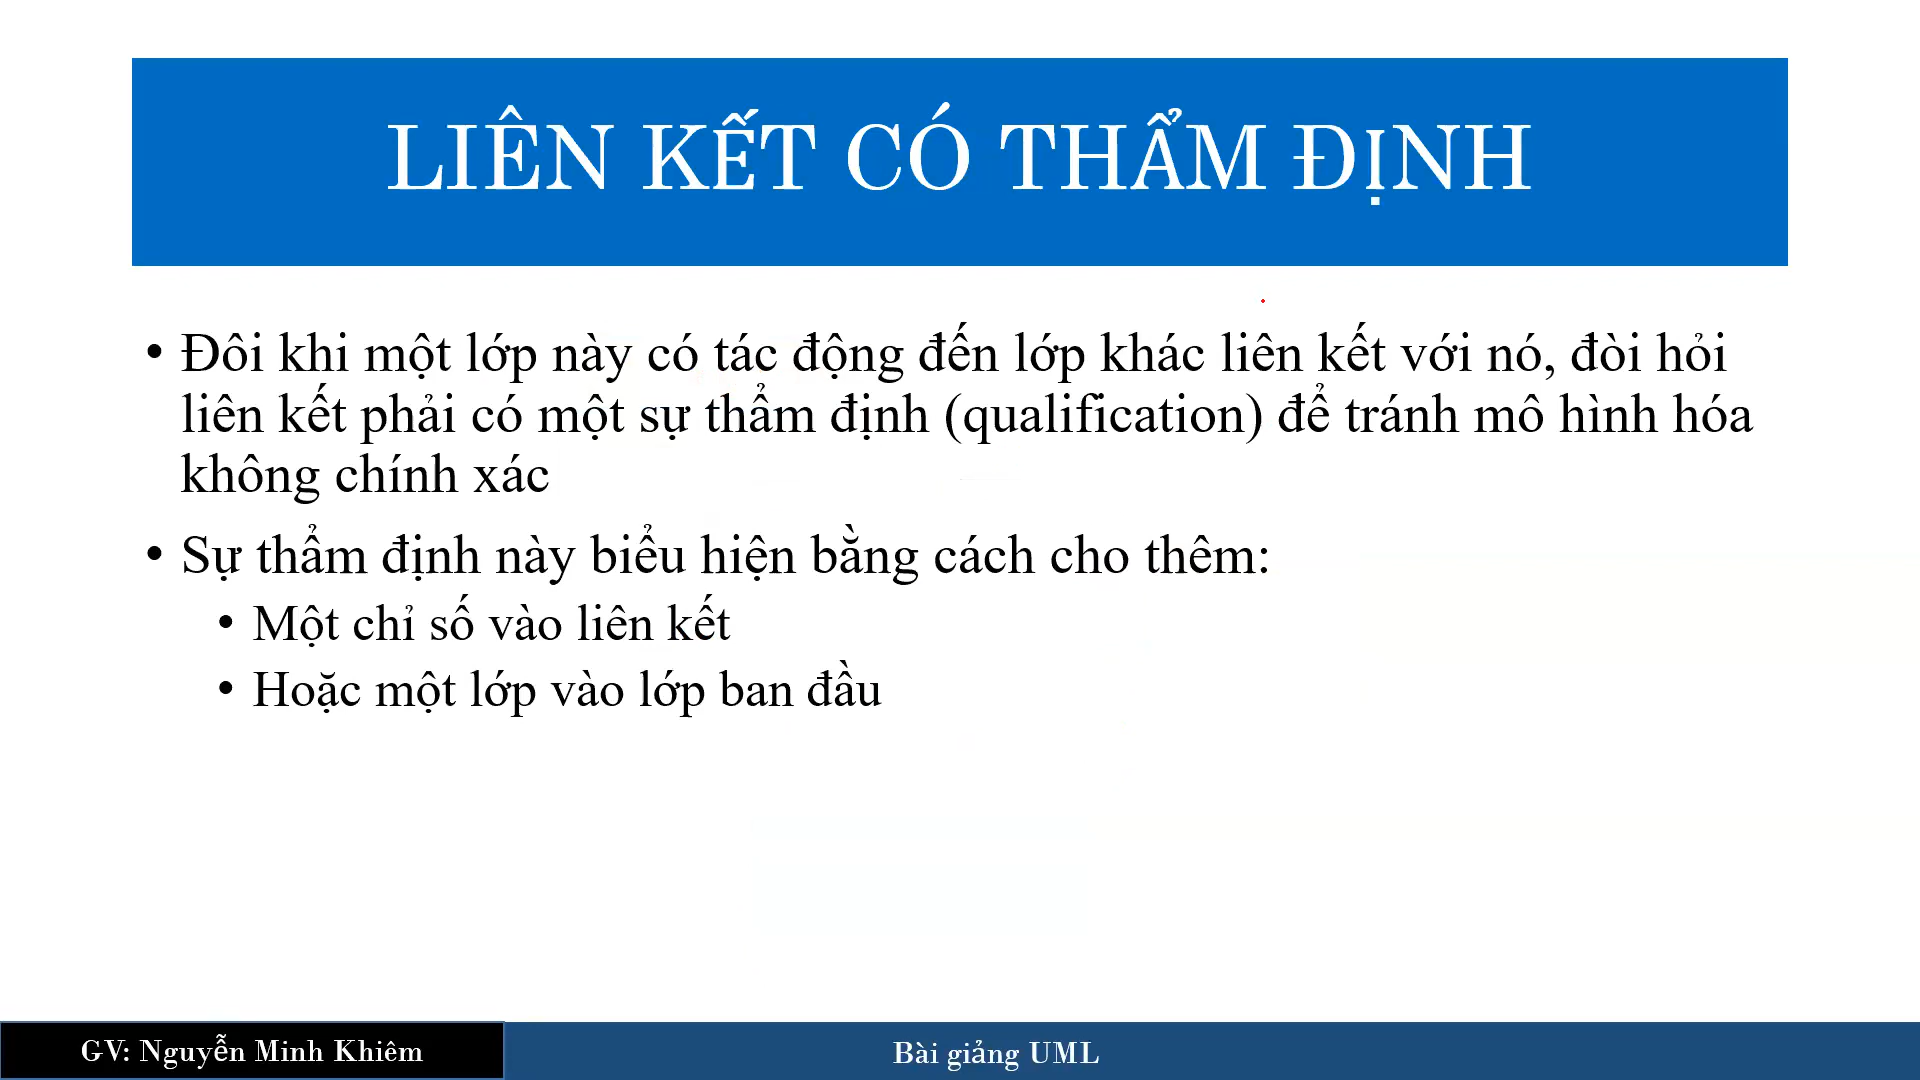 LIÊN KẾT CÓ THẨM ĐỊNH
• Đôi khi một lớp này có tác động đến lớp khác liên kết với nó, đòi hỏi
liên kết phải có một sự thẩm định (qualification) để tránh mô hình hóa
không chính xác
• Sự thẩm định này biểu hiện bằng cách cho thêm:
• Một chỉ số vào liên kết
• Hoặc một lớp vào lớp ban đầu
GV: Nguyễn Minh Khiêm
Bài giảng UML